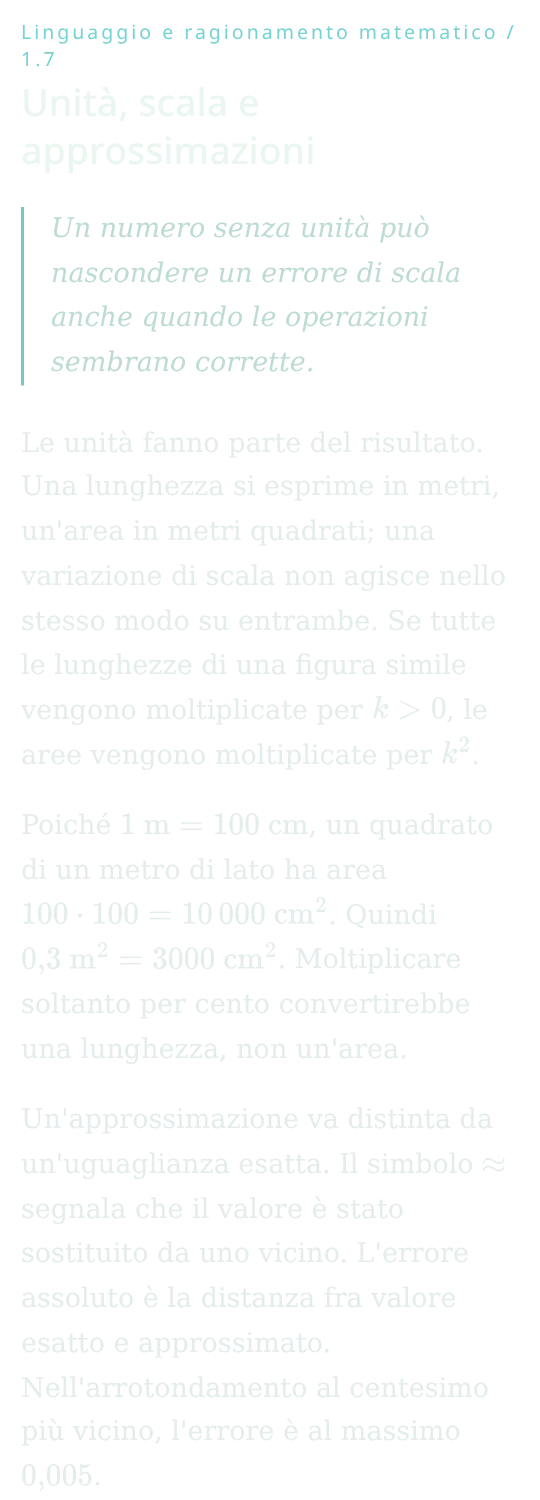 Linguaggio e ragionamento matematico /
1.7
Unità, scala e
approssimazioni
Un numero senza unità può
nascondere un errore di scala
anche quando le operazioni
sembrano corrette.
Le unità fanno parte del risultato.
Una lunghezza si esprime in metri,
un'area in metri quadrati; una
variazione di scala non agisce nello
stesso modo su entrambe. Se tutte
le lunghezze di una figura simile
vengono moltiplicate per k > 0, le
aree vengono moltiplicate per k².
Poiché 1 m = 100 cm, un quadrato
di un metro di lato ha area
100 · 100 = 10 000 cm². Quindi
0,3 m² = 3000 cm². Moltiplicare
soltanto per cento convertirebbe
una lunghezza, non un'area.
Un'approssimazione va distinta da
un'uguaglianza esatta. Il simbolo ≈
segnala che il valore è stato
sostituito da uno vicino. L'errore
assoluto è la distanza fra valore
esatto e approssimato.
Nell'arrotondamento al centesimo
più vicino, l'errore è al massimo
0,005.